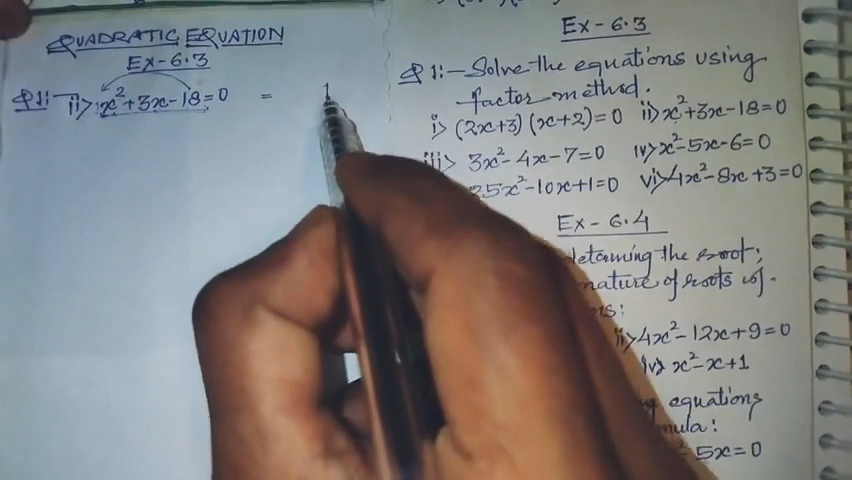 QUADRATIC EQUATION
EX-6.3
Q1:- ii> x²+3x-18=0 = 1
Ex-6.3
Q1:- Solve the equations using
factor method.
i> (2x+3)(x+2)=0 ii> x²+3x-18=0
iii> 3x²-4x-7=0 iv> x²-5x-6=0
25x²-10x+1=0 vi> 4x²-8x+3=0
Ex-6.4
detarming the root;
nature of roots of.
ns:
ii> 4x²-12x+9=0
iv> x²-x+1
equations
mula:
5x=0